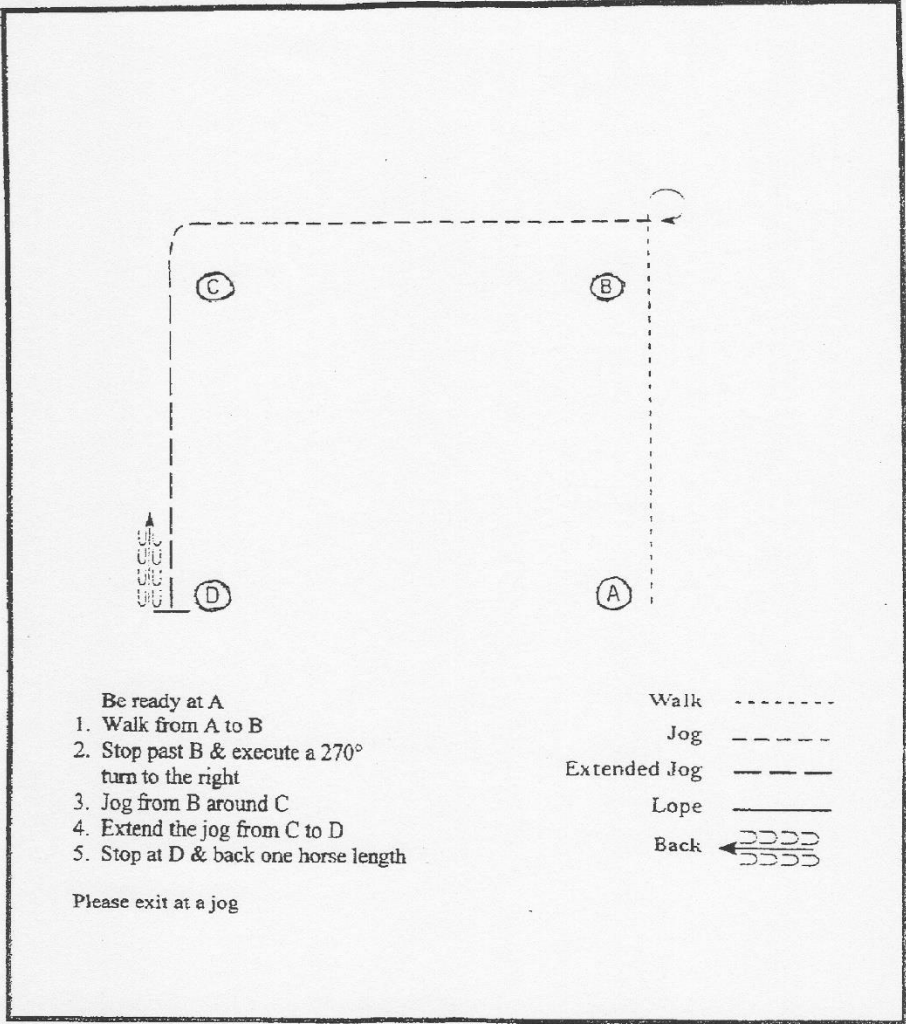 C
B
D
A
Be ready at A
1. Walk from A to B
2. Stop past B & execute a 270°
turn to the right
3. Jog from B around C
4. Extend the jog from C to D
5. Stop at D & back one horse length
Please exit at a jog
Walk
Jog
Extended Jog
Lope
Back